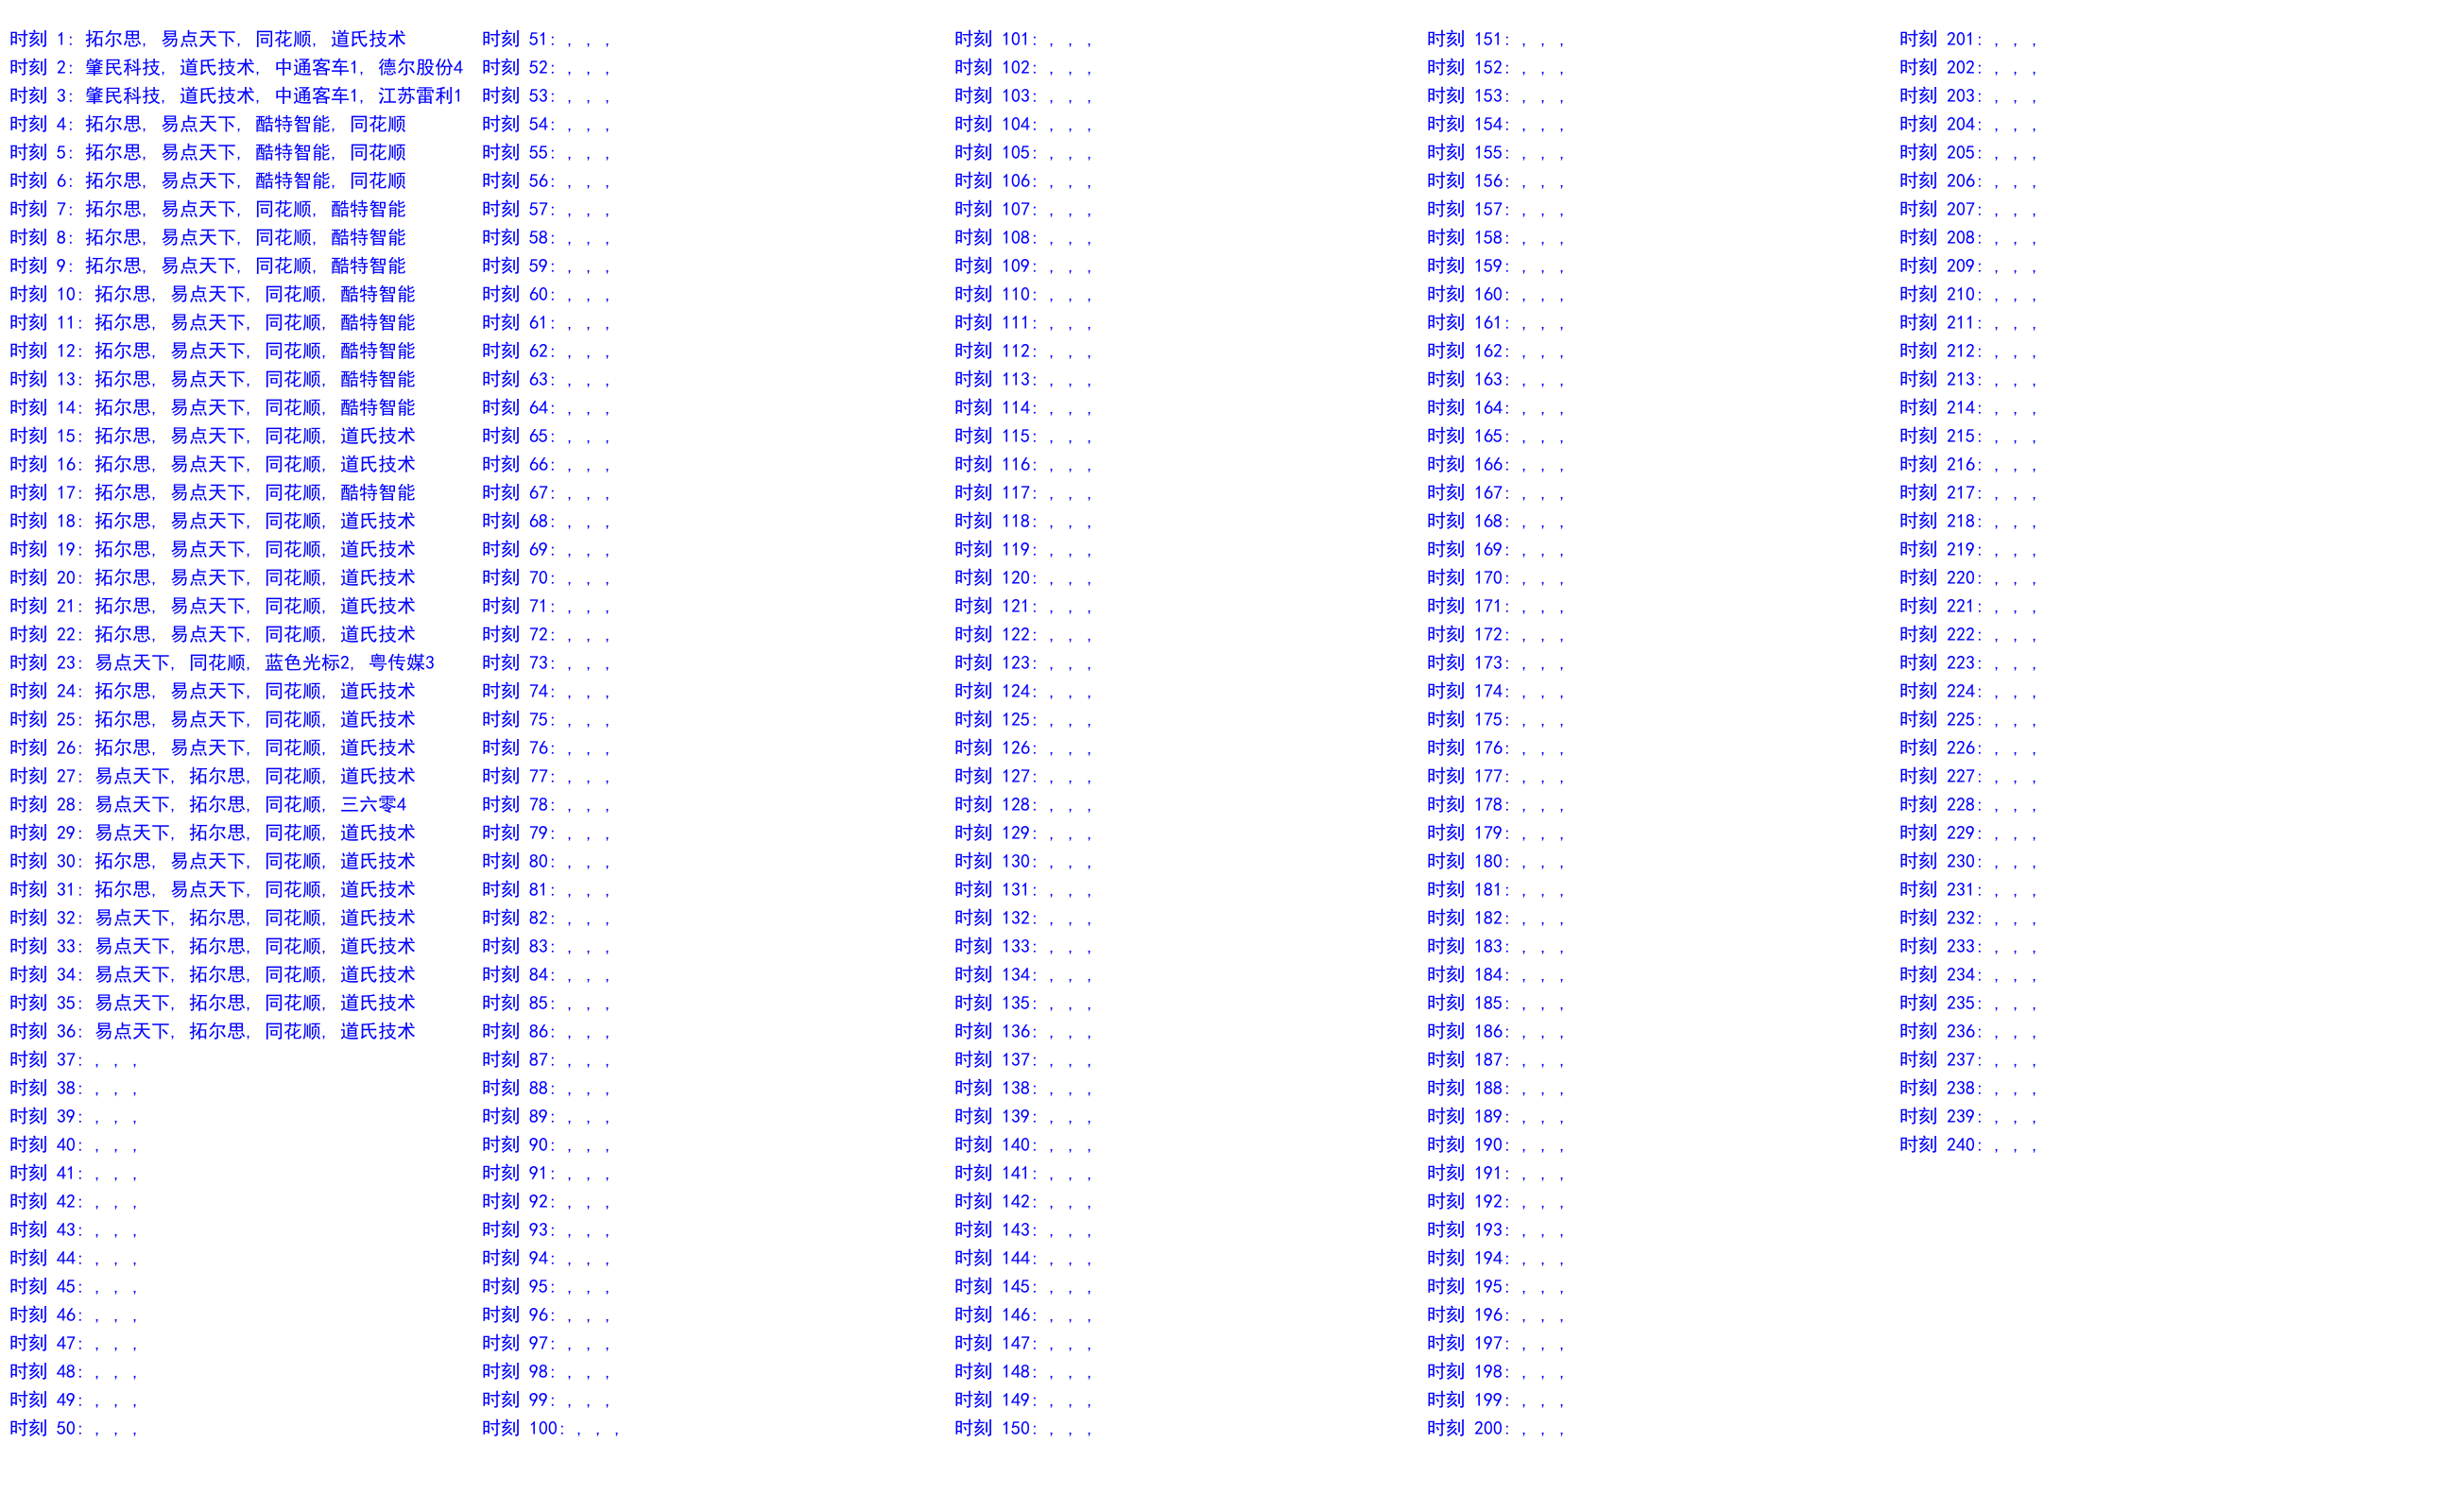 时刻 1: 拓尔思, 易点天下, 同花顺, 道氏技术
时刻 2: 肇民科技, 道氏技术, 中通客车1, 德尔股份4
时刻 3: 肇民科技, 道氏技术, 中通客车1, 江苏雷利1
时刻 4: 拓尔思, 易点天下, 酷特智能, 同花顺
时刻 5: 拓尔思, 易点天下, 酷特智能, 同花顺
时刻 6: 拓尔思, 易点天下, 酷特智能, 同花顺
时刻 7: 拓尔思, 易点天下, 同花顺, 酷特智能
时刻 8: 拓尔思, 易点天下, 同花顺, 酷特智能
时刻 9: 拓尔思, 易点天下, 同花顺, 酷特智能
时刻 10: 拓尔思, 易点天下, 同花顺, 酷特智能
时刻 11: 拓尔思, 易点天下, 同花顺, 酷特智能
时刻 12: 拓尔思, 易点天下, 同花顺, 酷特智能
时刻 13: 拓尔思, 易点天下, 同花顺, 酷特智能
时刻 14: 拓尔思, 易点天下, 同花顺, 酷特智能
时刻 15: 拓尔思, 易点天下, 同花顺, 道氏技术
时刻 16: 拓尔思, 易点天下, 同花顺, 道氏技术
时刻 17: 拓尔思, 易点天下, 同花顺, 酷特智能
时刻 18: 拓尔思, 易点天下, 同花顺, 道氏技术
时刻 19: 拓尔思, 易点天下, 同花顺, 道氏技术
时刻 20: 拓尔思, 易点天下, 同花顺, 道氏技术
时刻 21: 拓尔思, 易点天下, 同花顺, 道氏技术
时刻 22: 拓尔思, 易点天下, 同花顺, 道氏技术
时刻 23: 易点天下, 同花顺, 蓝色光标2, 粤传媒3
时刻 24: 拓尔思, 易点天下, 同花顺, 道氏技术
时刻 25: 拓尔思, 易点天下, 同花顺, 道氏技术
时刻 26: 拓尔思, 易点天下, 同花顺, 道氏技术
时刻 27: 易点天下, 拓尔思, 同花顺, 道氏技术
时刻 28: 易点天下, 拓尔思, 同花顺, 三六零4
时刻 29: 易点天下, 拓尔思, 同花顺, 道氏技术
时刻 30: 拓尔思, 易点天下, 同花顺, 道氏技术
时刻 31: 拓尔思, 易点天下, 同花顺, 道氏技术
时刻 32: 易点天下, 拓尔思, 同花顺, 道氏技术
时刻 33: 易点天下, 拓尔思, 同花顺, 道氏技术
时刻 34: 易点天下, 拓尔思, 同花顺, 道氏技术
时刻 35: 易点天下, 拓尔思, 同花顺, 道氏技术
时刻 36: 易点天下, 拓尔思, 同花顺, 道氏技术
时刻 37: , , ,
时刻 38: , , ,
时刻 39: , , ,
时刻 40: , , ,
时刻 41: , , ,
时刻 42: , , ,
时刻 43: , , ,
时刻 44: , , ,
时刻 45: , , ,
时刻 46: , , ,
时刻 47: , , ,
时刻 48: , , ,
时刻 49: , , ,
时刻 50: , , ,
时刻 51: , , ,
时刻 52: , , ,
时刻 53: , , ,
时刻 54: , , ,
时刻 55: , , ,
时刻 56: , , ,
时刻 57: , , ,
时刻 58: , , ,
时刻 59: , , ,
时刻 60: , , ,
时刻 61: , , ,
时刻 62: , , ,
时刻 63: , , ,
时刻 64: , , ,
时刻 65: , , ,
时刻 66: , , ,
时刻 67: , , ,
时刻 68: , , ,
时刻 69: , , ,
时刻 70: , , ,
时刻 71: , , ,
时刻 72: , , ,
时刻 73: , , ,
时刻 74: , , ,
时刻 75: , , ,
时刻 76: , , ,
时刻 77: , , ,
时刻 78: , , ,
时刻 79: , , ,
时刻 80: , , ,
时刻 81: , , ,
时刻 82: , , ,
时刻 83: , , ,
时刻 84: , , ,
时刻 85: , , ,
时刻 86: , , ,
时刻 87: , , ,
时刻 88: , , ,
时刻 89: , , ,
时刻 90: , , ,
时刻 91: , , ,
时刻 92: , , ,
时刻 93: , , ,
时刻 94: , , ,
时刻 95: , , ,
时刻 96: , , ,
时刻 97: , , ,
时刻 98: , , ,
时刻 99: , , ,
时刻 100: , , ,
时刻 101: , , ,
时刻 102: , , ,
时刻 103: , , ,
时刻 104: , , ,
时刻 105: , , ,
时刻 106: , , ,
时刻 107: , , ,
时刻 108: , , ,
时刻 109: , , ,
时刻 110: , , ,
时刻 111: , , ,
时刻 112: , , ,
时刻 113: , , ,
时刻 114: , , ,
时刻 115: , , ,
时刻 116: , , ,
时刻 117: , , ,
时刻 118: , , ,
时刻 119: , , ,
时刻 120: , , ,
时刻 121: , , ,
时刻 122: , , ,
时刻 123: , , ,
时刻 124: , , ,
时刻 125: , , ,
时刻 126: , , ,
时刻 127: , , ,
时刻 128: , , ,
时刻 129: , , ,
时刻 130: , , ,
时刻 131: , , ,
时刻 132: , , ,
时刻 133: , , ,
时刻 134: , , ,
时刻 135: , , ,
时刻 136: , , ,
时刻 137: , , ,
时刻 138: , , ,
时刻 139: , , ,
时刻 140: , , ,
时刻 141: , , ,
时刻 142: , , ,
时刻 143: , , ,
时刻 144: , , ,
时刻 145: , , ,
时刻 146: , , ,
时刻 147: , , ,
时刻 148: , , ,
时刻 149: , , ,
时刻 150: , , ,
时刻 151: , , ,
时刻 152: , , ,
时刻 153: , , ,
时刻 154: , , ,
时刻 155: , , ,
时刻 156: , , ,
时刻 157: , , ,
时刻 158: , , ,
时刻 159: , , ,
时刻 160: , , ,
时刻 161: , , ,
时刻 162: , , ,
时刻 163: , , ,
时刻 164: , , ,
时刻 165: , , ,
时刻 166: , , ,
时刻 167: , , ,
时刻 168: , , ,
时刻 169: , , ,
时刻 170: , , ,
时刻 171: , , ,
时刻 172: , , ,
时刻 173: , , ,
时刻 174: , , ,
时刻 175: , , ,
时刻 176: , , ,
时刻 177: , , ,
时刻 178: , , ,
时刻 179: , , ,
时刻 180: , , ,
时刻 181: , , ,
时刻 182: , , ,
时刻 183: , , ,
时刻 184: , , ,
时刻 185: , , ,
时刻 186: , , ,
时刻 187: , , ,
时刻 188: , , ,
时刻 189: , , ,
时刻 190: , , ,
时刻 191: , , ,
时刻 192: , , ,
时刻 193: , , ,
时刻 194: , , ,
时刻 195: , , ,
时刻 196: , , ,
时刻 197: , , ,
时刻 198: , , ,
时刻 199: , , ,
时刻 200: , , ,
时刻 201: , , ,
时刻 202: , , ,
时刻 203: , , ,
时刻 204: , , ,
时刻 205: , , ,
时刻 206: , , ,
时刻 207: , , ,
时刻 208: , , ,
时刻 209: , , ,
时刻 210: , , ,
时刻 211: , , ,
时刻 212: , , ,
时刻 213: , , ,
时刻 214: , , ,
时刻 215: , , ,
时刻 216: , , ,
时刻 217: , , ,
时刻 218: , , ,
时刻 219: , , ,
时刻 220: , , ,
时刻 221: , , ,
时刻 222: , , ,
时刻 223: , , ,
时刻 224: , , ,
时刻 225: , , ,
时刻 226: , , ,
时刻 227: , , ,
时刻 228: , , ,
时刻 229: , , ,
时刻 230: , , ,
时刻 231: , , ,
时刻 232: , , ,
时刻 233: , , ,
时刻 234: , , ,
时刻 235: , , ,
时刻 236: , , ,
时刻 237: , , ,
时刻 238: , , ,
时刻 239: , , ,
时刻 240: , , ,